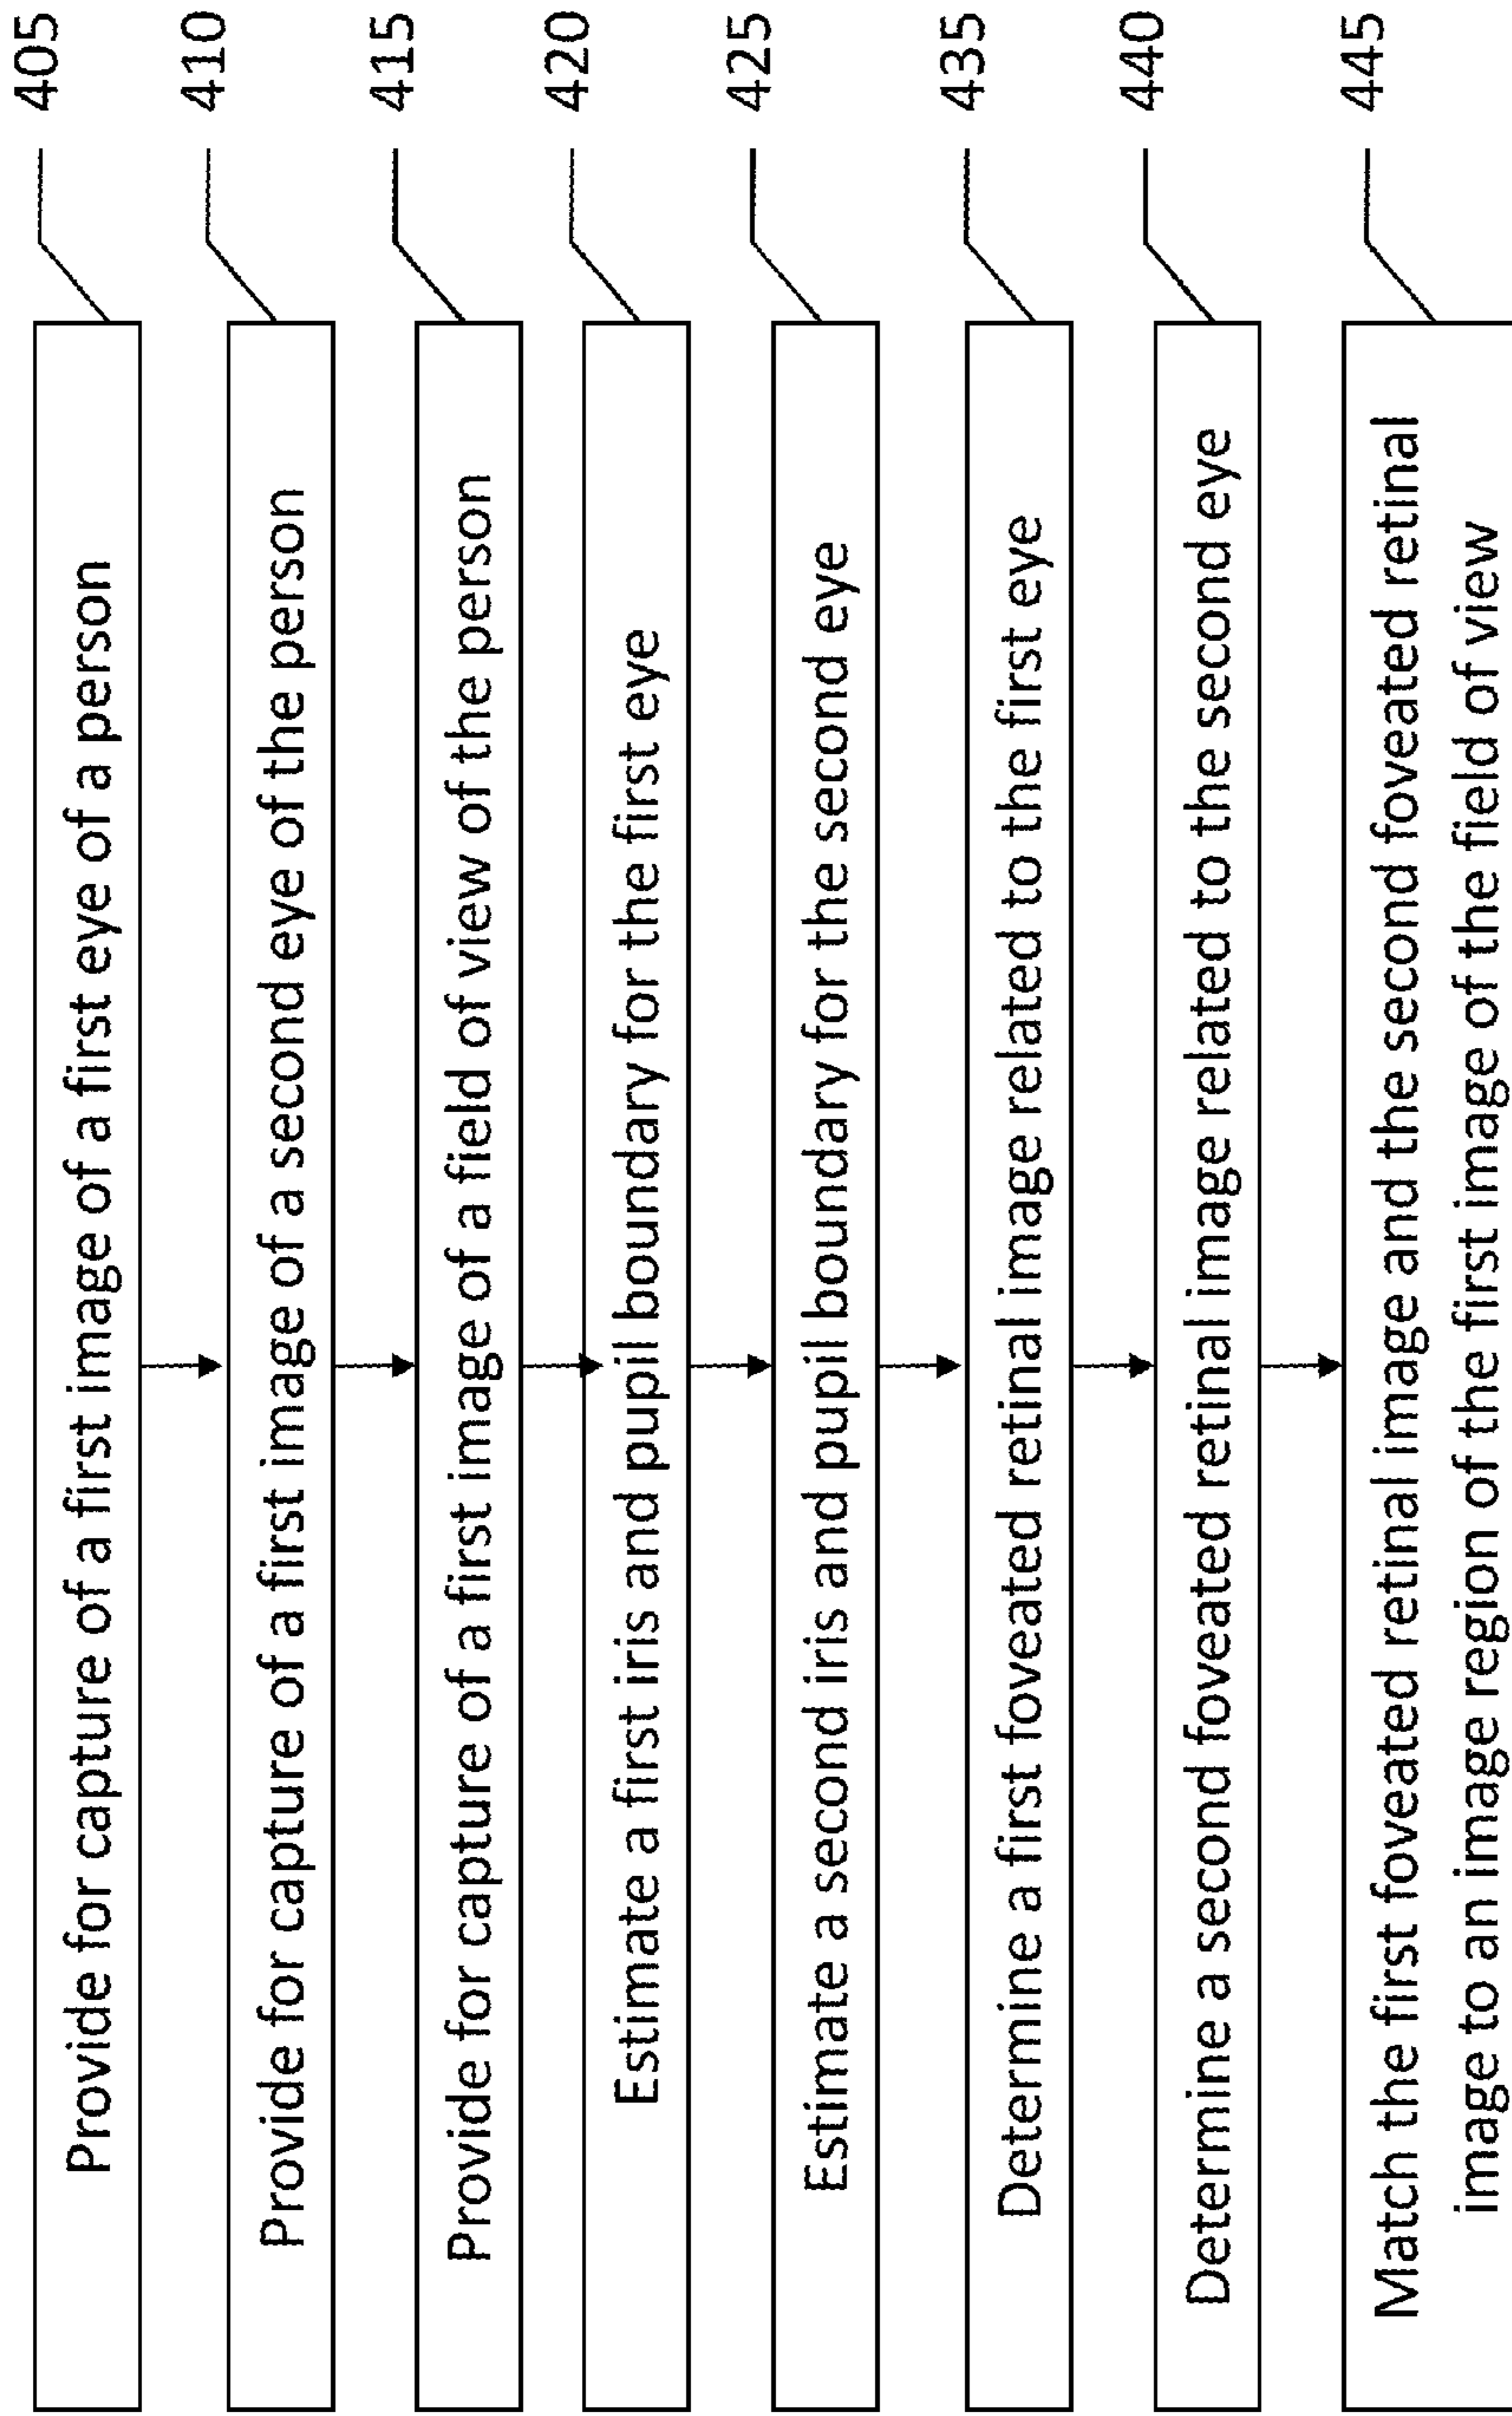 Provide for capture of a first image of a first eye of a person
405
Provide for capture of a first image of a second eye of the person
410
Provide for capture of a first image of a field of view of the person
415
Estimate a first iris and pupil boundary for the first eye
420
Estimate a second iris and pupil boundary for the second eye
425
Determine a first foveated retinal image related to the first eye
435
Determine a second foveated retinal image related to the second eye
440
Match the first foveated retinal image and the second foveated retinal
image to an image region of the first image of the field of view
445